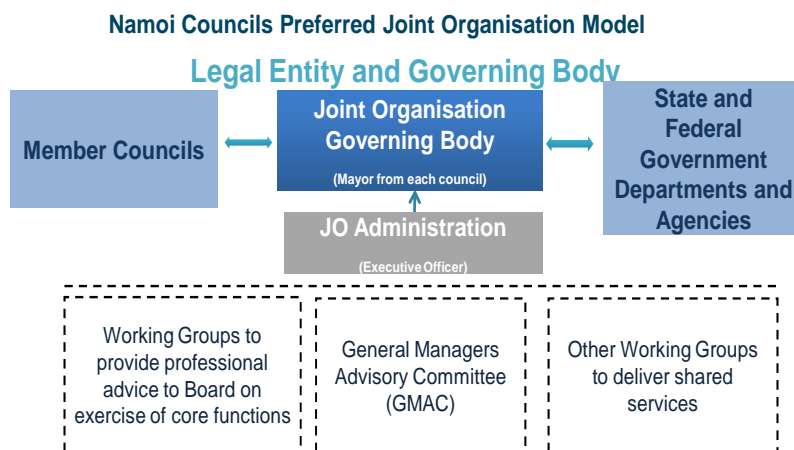 Namoi Councils Preferred Joint Organisation Model
Legal Entity and Governing Body
Member Councils
Joint Organisation
Governing Body
(Mayor from each council)
State and
Federal
Government
Departments and
Agencies
JO Administration
(Executive Officer)
Working Groups to
provide professional
advice to Board on
exercise of core functions
General Managers
Advisory Committee
(GMAC)
Other Working Groups
to deliver shared
services